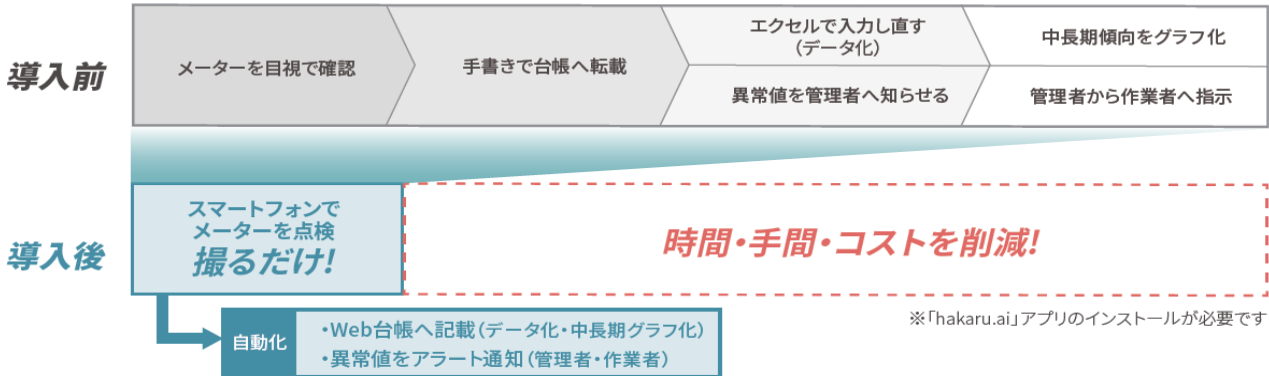 導入前
メーターを目視で確認
手書きで台帳へ転載
エクセルで入力し直す
(データ化)
異常値を管理者へ知らせる
中長期傾向をグラフ化
管理者から作業者へ指示
導入後
スマートフォンで
メーターを点検
撮るだけ!
時間・手間・コストを削減!
自動化
・Web台帳へ記載(データ化・中長期グラフ化)
・異常値をアラート通知(管理者・作業者)
※「hakaru.ai」アプリのインストールが必要です